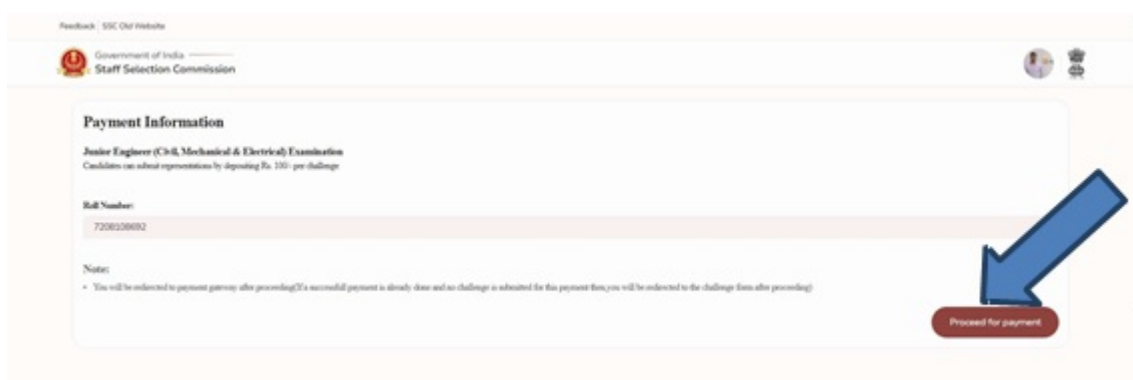 Feedback | SSC Old Website
Government of India
Staff Selection Commission
Payment Information
Junior Engineer (Civil, Mechanical & Electrical) Examination
Candidates can submit representations by depositing Rs. 100/- per challenge
Roll Number:
7208108692
Note:
• You will be redirected to payment gateway after proceeding(If a successfull payment is already done and no challenge is submitted for this payment then,you will be redirected to the challenge form after proceeding)
Proceed for payment